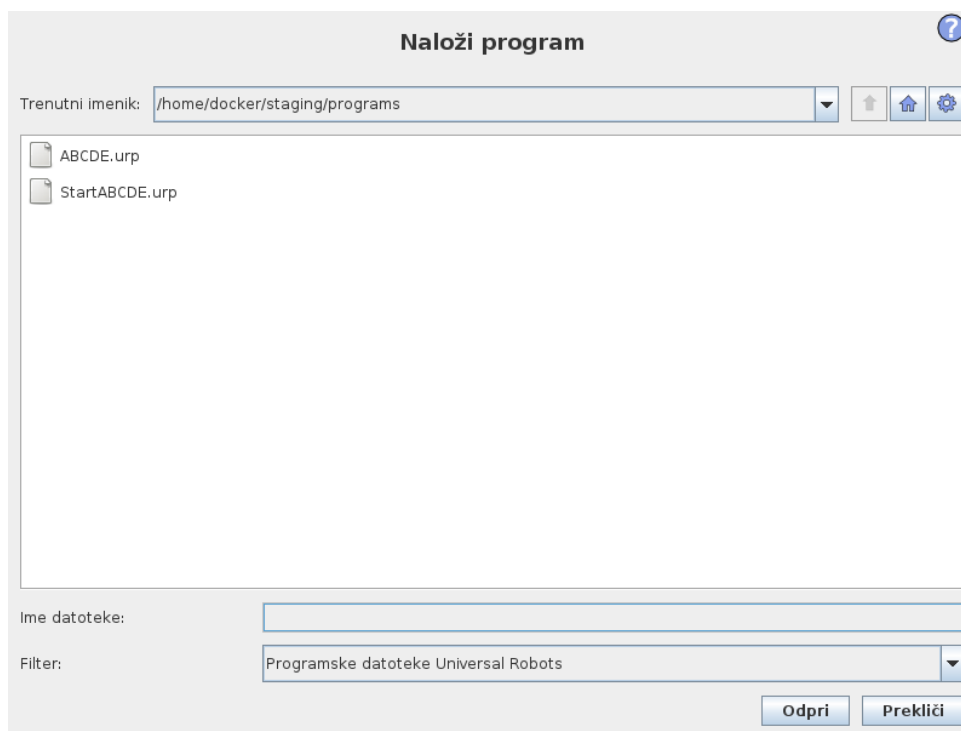 Naloži program
?
Trenutni imenik: /home/docker/staging/programs
ABCDE.urp
StartABCDE.urp
Ime datoteke:
Filter: Programske datoteke Universal Robots
Odpri Prekliči